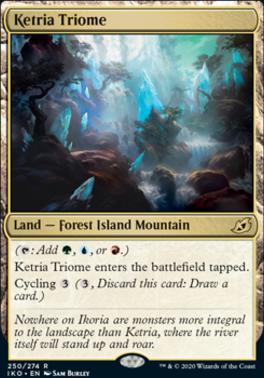 Ketria Triome
Land — Forest Island Mountain
(: Add , , or .)
Ketria Triome enters the battlefield tapped.
Cycling 3 (3, Discard this card: Draw a
card.)
Nowhere on Ikoria are monsters more integral
to the landscape than Ketria, where the river
itself will stand up and roar.
250/274 R
IKO • EN Sam Burley
™ & © 2020 Wizards of the Coast